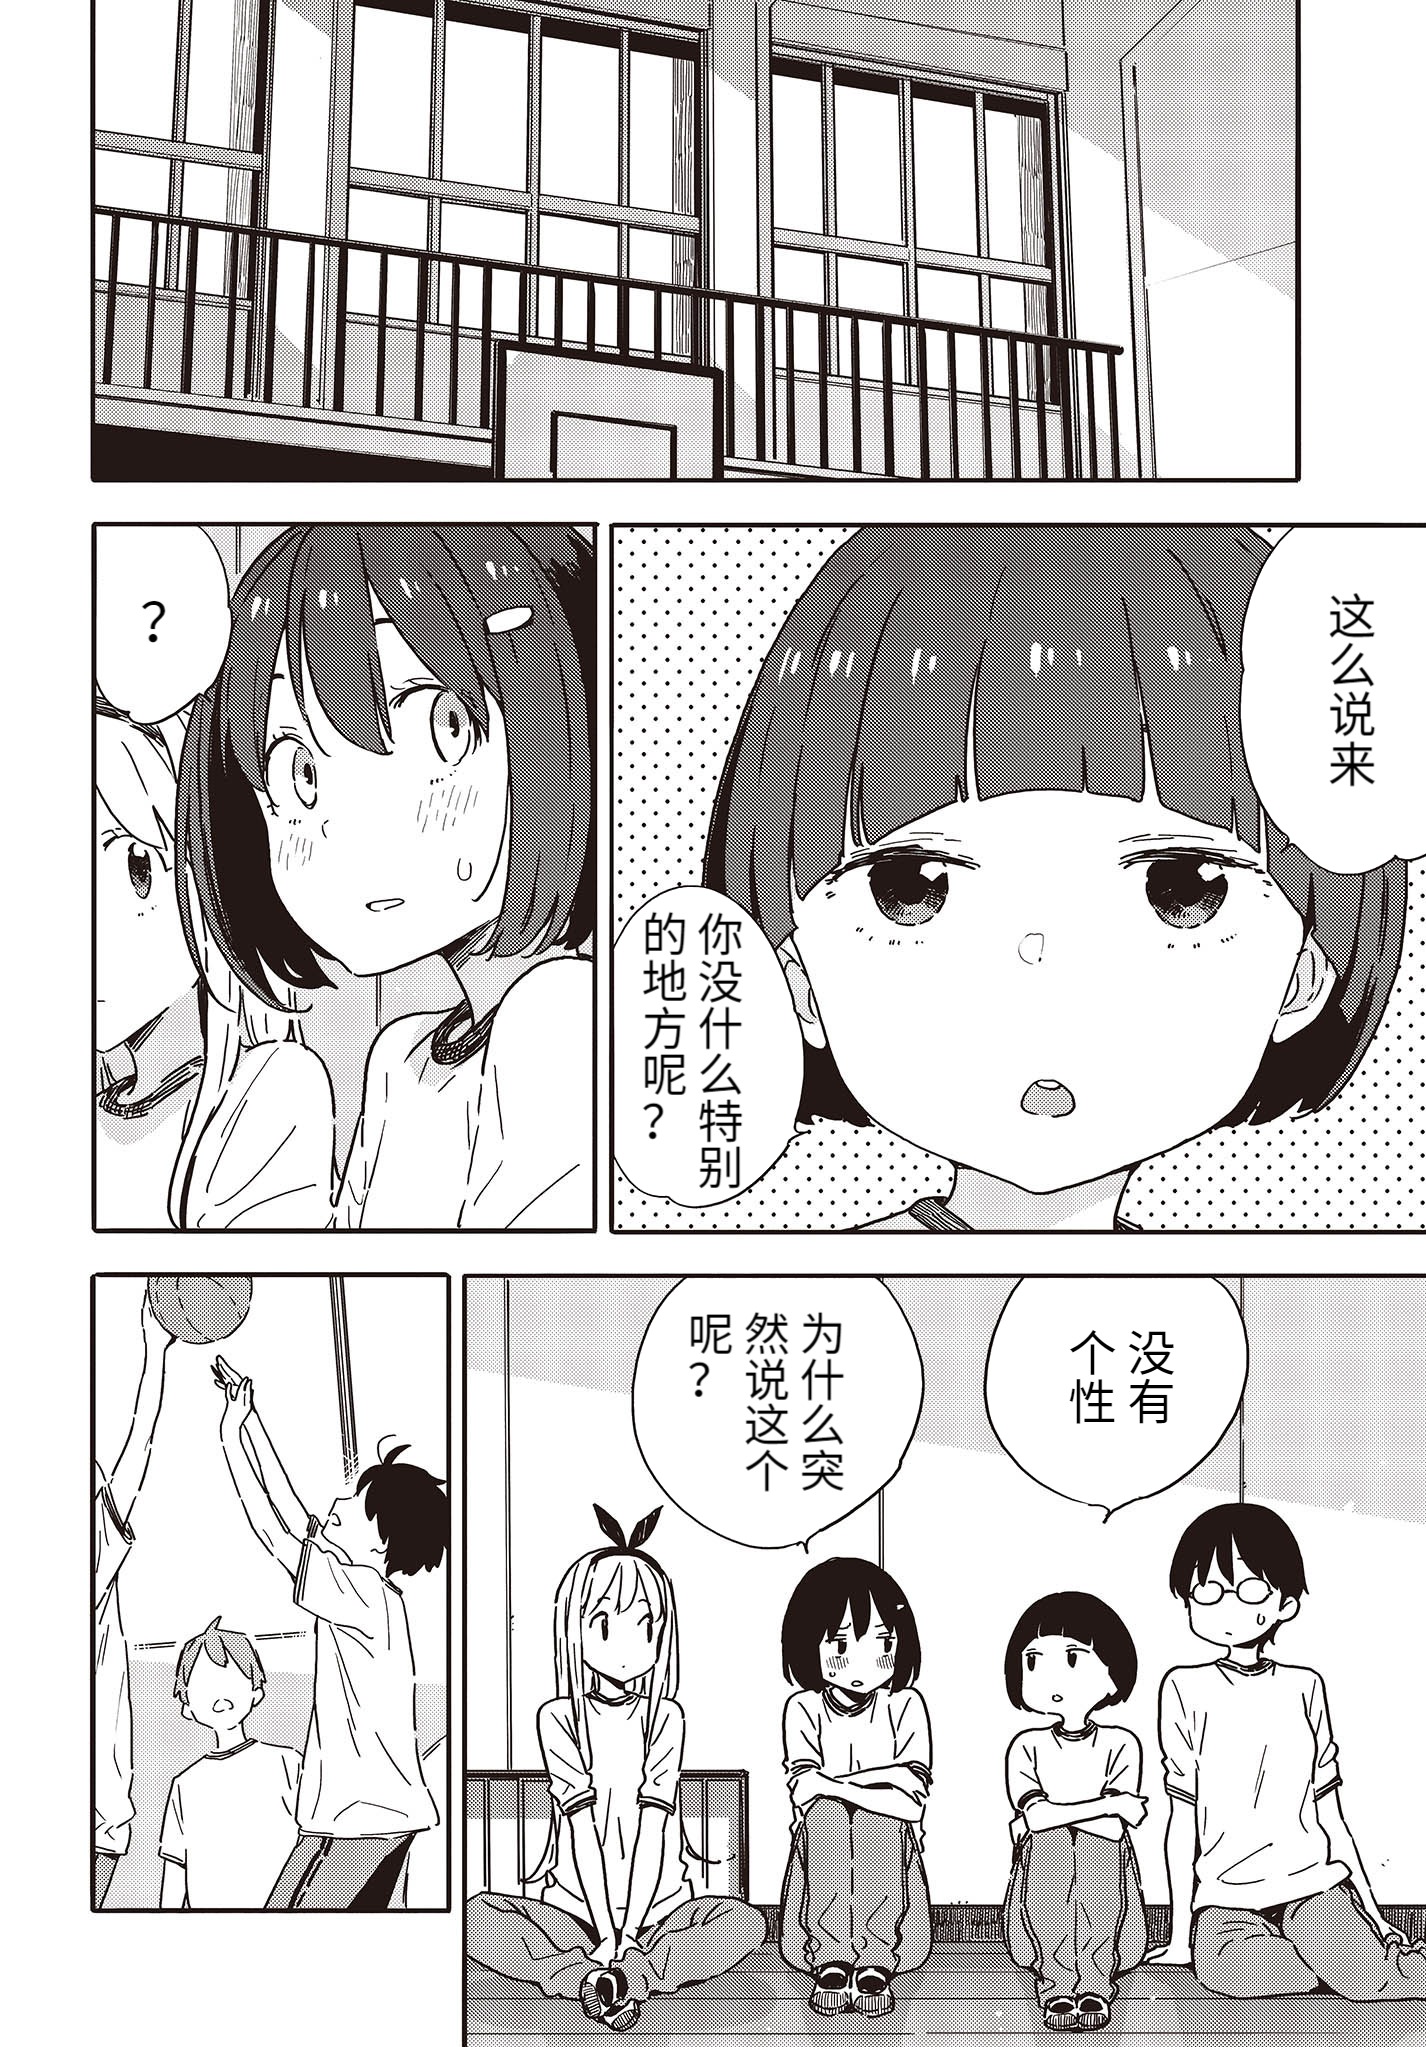 这么说来
你没什么特别
的地方呢？
？
没有
个性
为什么突
然说这个
呢？